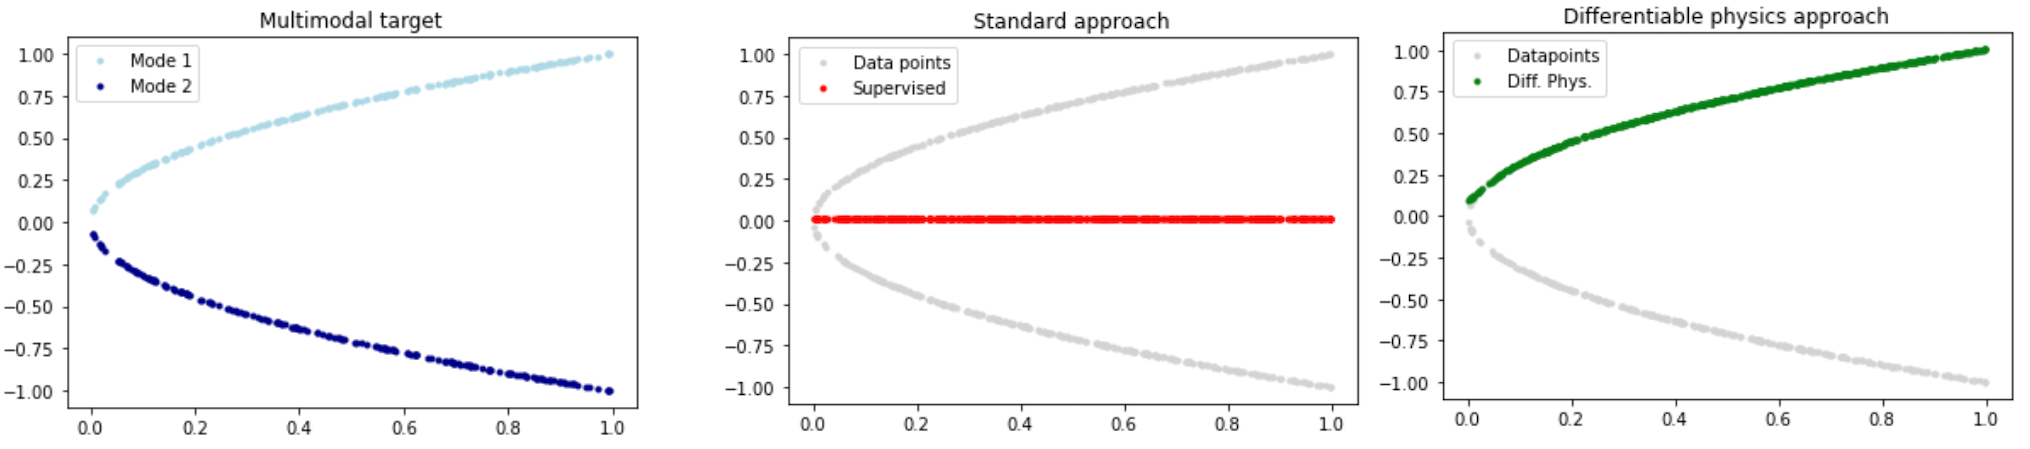 Multimodal target
Mode 1
Mode 2
1.00
0.75
0.50
0.25
0.00
−0.25
−0.50
−0.75
−1.00
0.0 0.2 0.4 0.6 0.8 1.0
Standard approach
Data points
Supervised
1.00
0.75
0.50
0.25
0.00
−0.25
−0.50
−0.75
−1.00
0.0 0.2 0.4 0.6 0.8 1.0
Differentiable physics approach
Datapoints
Diff. Phys.
1.00
0.75
0.50
0.25
0.00
−0.25
−0.50
−0.75
−1.00
0.0 0.2 0.4 0.6 0.8 1.0